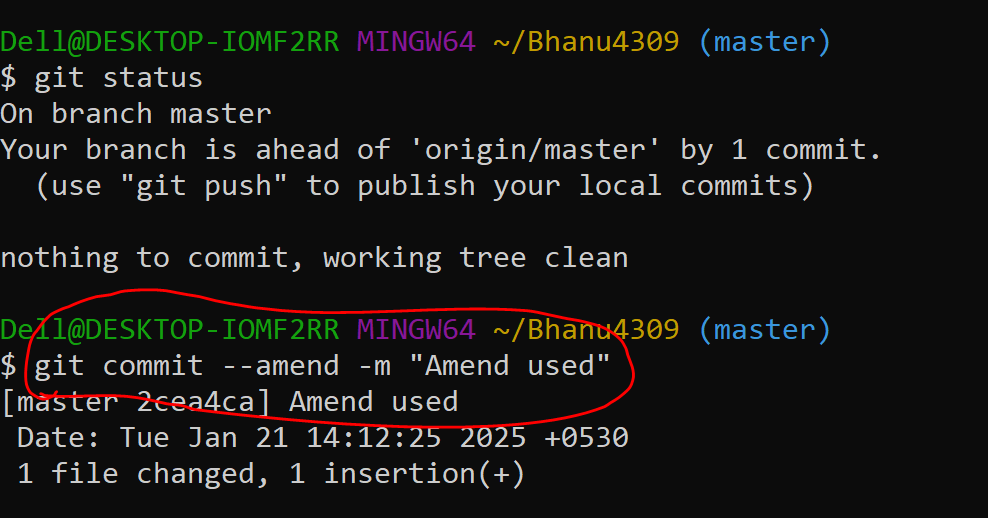 Dell@DESKTOP-IOMF2RR MINGW64 ~/Bhanu4309 (master)
$ git status
On branch master
Your branch is ahead of 'origin/master' by 1 commit.
  (use "git push" to publish your local commits)
nothing to commit, working tree clean
Dell@DESKTOP-IOMF2RR MINGW64 ~/Bhanu4309 (master)
$ git commit --amend -m "Amend used"
[master 2cea4ca] Amend used
 Date: Tue Jan 21 14:12:25 2025 +0530
 1 file changed, 1 insertion(+)